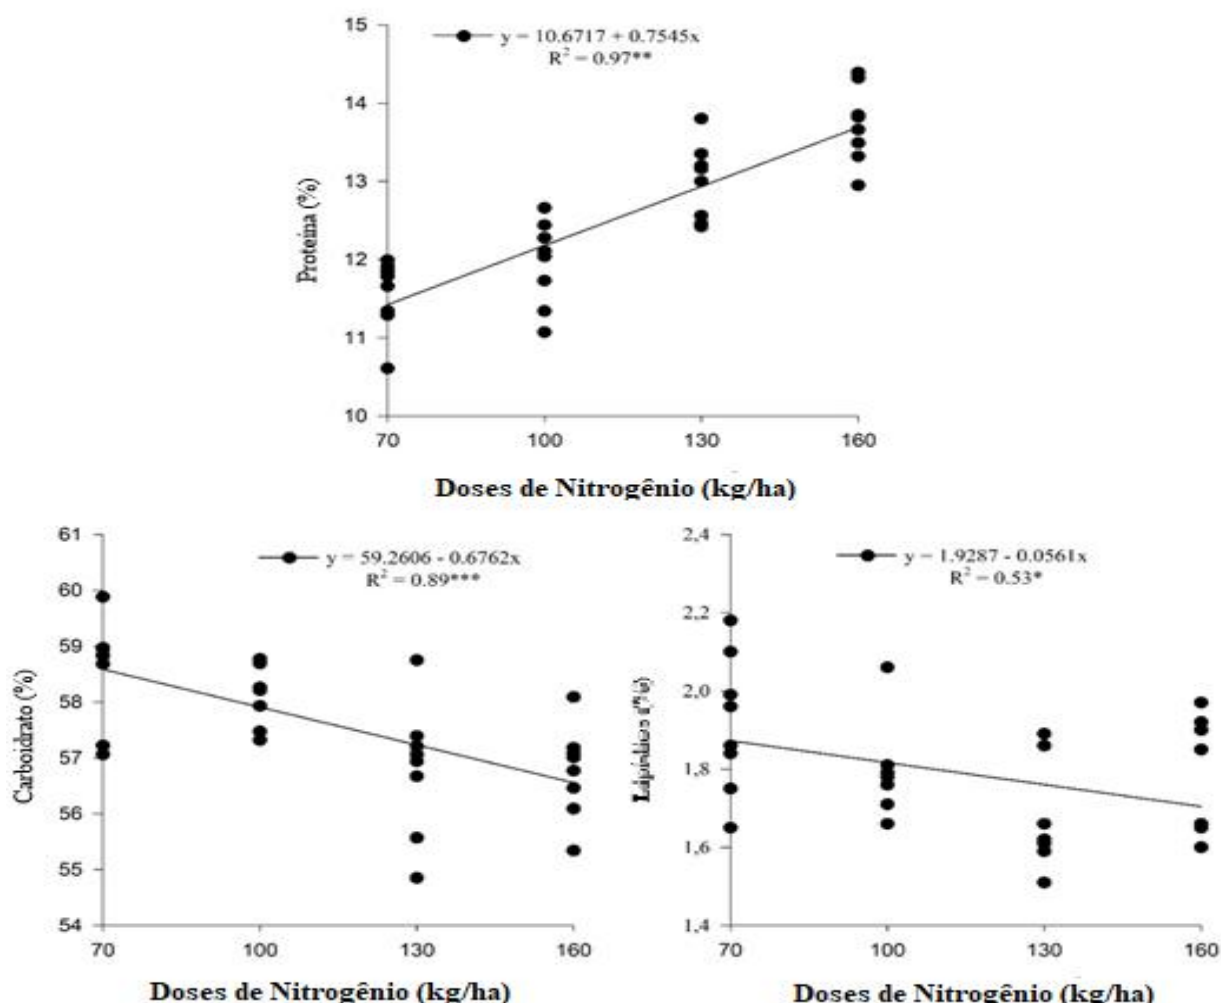 15
14
13
12
11
10
y = 10.6717 + 0.7545x
R² = 0.97**
Proteína (%)
70 100 130 160
Doses de Nitrogênio (kg/ha)
61
60
59
58
57
56
55
54
y = 59.2606 - 0.6762x
R² = 0.89***
Carboidrato (%)
70 100 130 160
Doses de Nitrogênio (kg/ha)
2,4
2,2
2,0
1,8
1,6
1,4
y = 1.9287 - 0.0561x
R² = 0.53*
(%)
70 100 130 160
Doses de Nitrogênio (kg/ha)